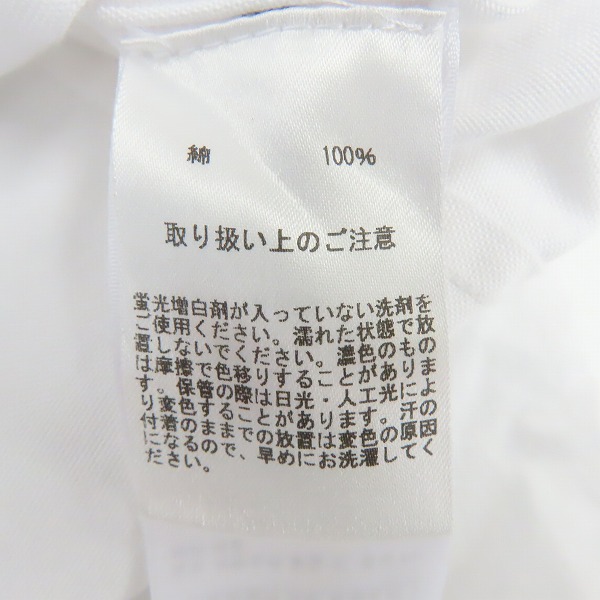 綿 100%
取り扱い上のご注意
蛍光増白剤が入っていない洗剤を
ご使用ください。濡れた状態で放
置しないでください。濃色のもの
は摩擦で色移りすることがありま
す。保管の際は日光・人工光によ
り変色することがあります。汗の
付着のままでの放置は変色の原因
になるので、早めにお洗濯してく
ださい。